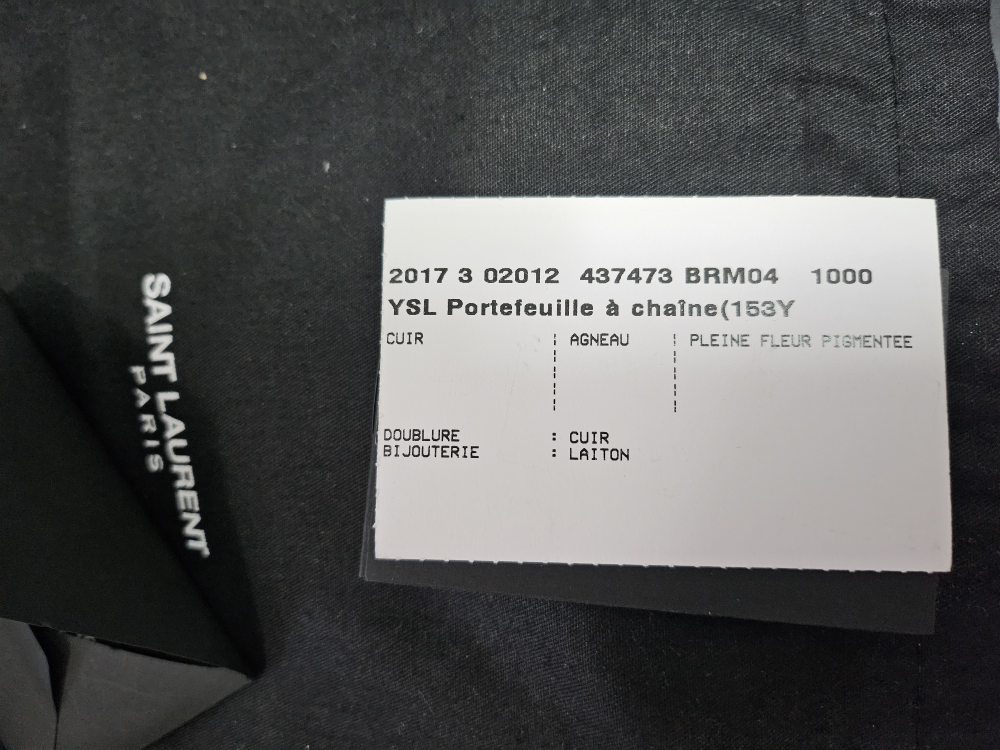 SAINT LAURENT
PARIS
2017 3 02012 437473 BRM04 1000
YSL Portefeuille à chaîne(153Y
CUIR ¦ AGNEAU ¦ PLEINE FLEUR PIGMENTEE
DOUBLURE : CUIR
BIJOUTERIE : LAITON